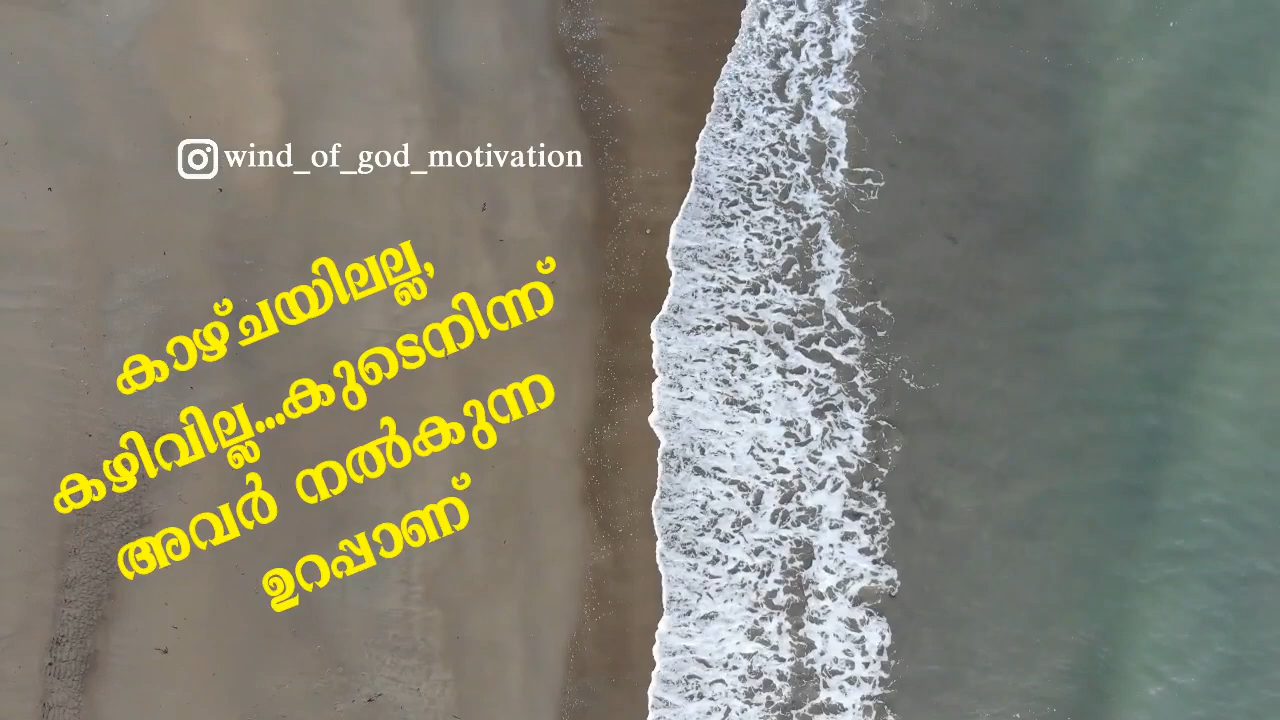 wind_of_god_motivation
കാഴ്ചയിലല്ല,
കഴിവില്ല...കുടെനിന്ന്
അവർ നൽകുന്ന
ഉറപ്പാണ്